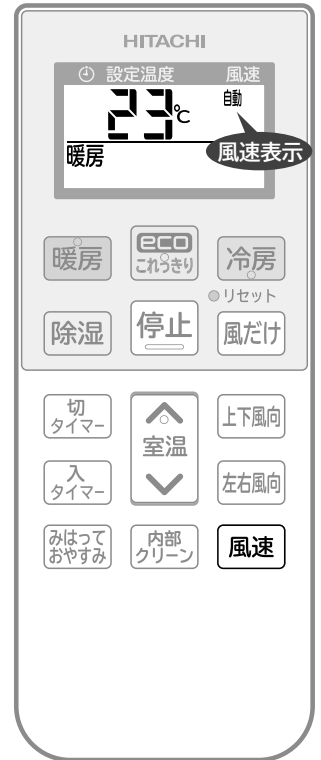 HITACHI
設定温度 風速
23℃ 自動
暖房
風速表示
暖房 eco これっきり 冷房
リセット
除湿 停止 風だけ
切タイマー 室温 上下風向
入タイマー 左右風向
みはっておやすみ 内部クリーン 風速